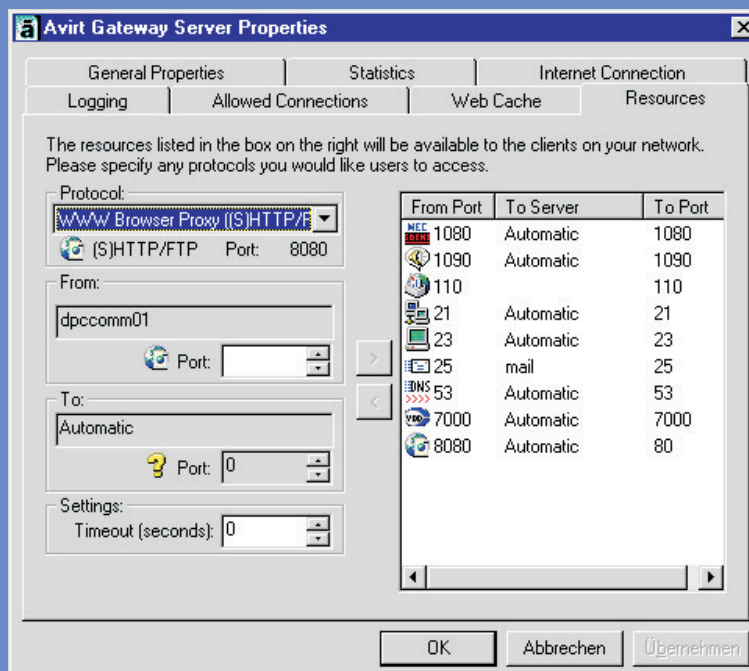 Avirt Gateway Server Properties
General Properties Statistics Internet Connection
Logging Allowed Connections Web Cache Resources
The resources listed in the box on the right will be available to the clients on your network.
Please specify any protocols you would like users to access.
Protocol:
WWW Browser Proxy ((S)HTTP/F
(S)HTTP/FTP Port: 8080
From:
dpccomm01
Port:
>
<
To:
Automatic
Port: 0
Settings:
Timeout (seconds): 0
From Port To Server To Port
NEC SOCKS 1080 Automatic 1080
1090 Automatic 1090
110 110
21 Automatic 21
23 Automatic 23
25 mail 25
DNS 53 Automatic 53
VDO 7000 Automatic 7000
8080 Automatic 80
OK Abbrechen Übernehmen